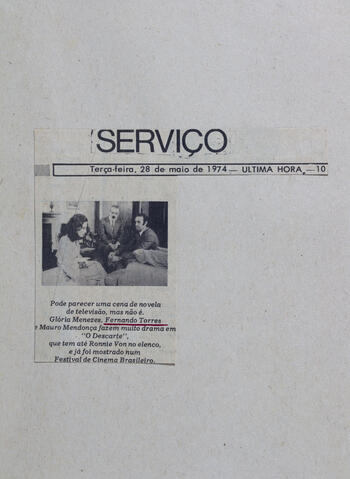 SERVIÇO
Terça-feira, 28 de maio de 1974 — ULTIMA HORA — 10
Pode parecer uma cena de novela
de televisão, mas não é.
Glória Menezes, Fernando Torres
e Mauro Mendonça fazem muito drama em
"O Descarte",
que tem até Ronnie Von no elenco,
e já foi mostrado num
Festival de Cinema Brasileiro.